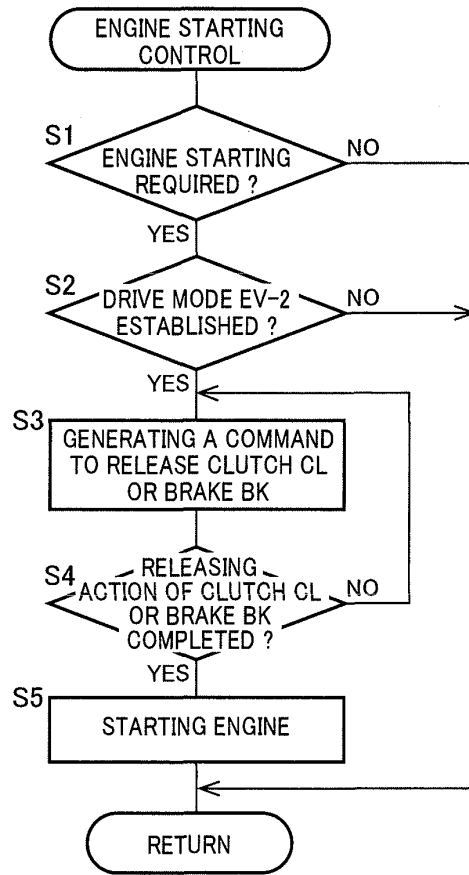 ENGINE STARTING
CONTROL
S1
ENGINE STARTING
REQUIRED ?
NO
YES
S2
DRIVE MODE EV-2
ESTABLISHED ?
NO
YES
S3
GENERATING A COMMAND
TO RELEASE CLUTCH CL
OR BRAKE BK
S4
RELEASING
ACTION OF CLUTCH CL
OR BRAKE BK
COMPLETED ?
NO
YES
S5
STARTING ENGINE
RETURN